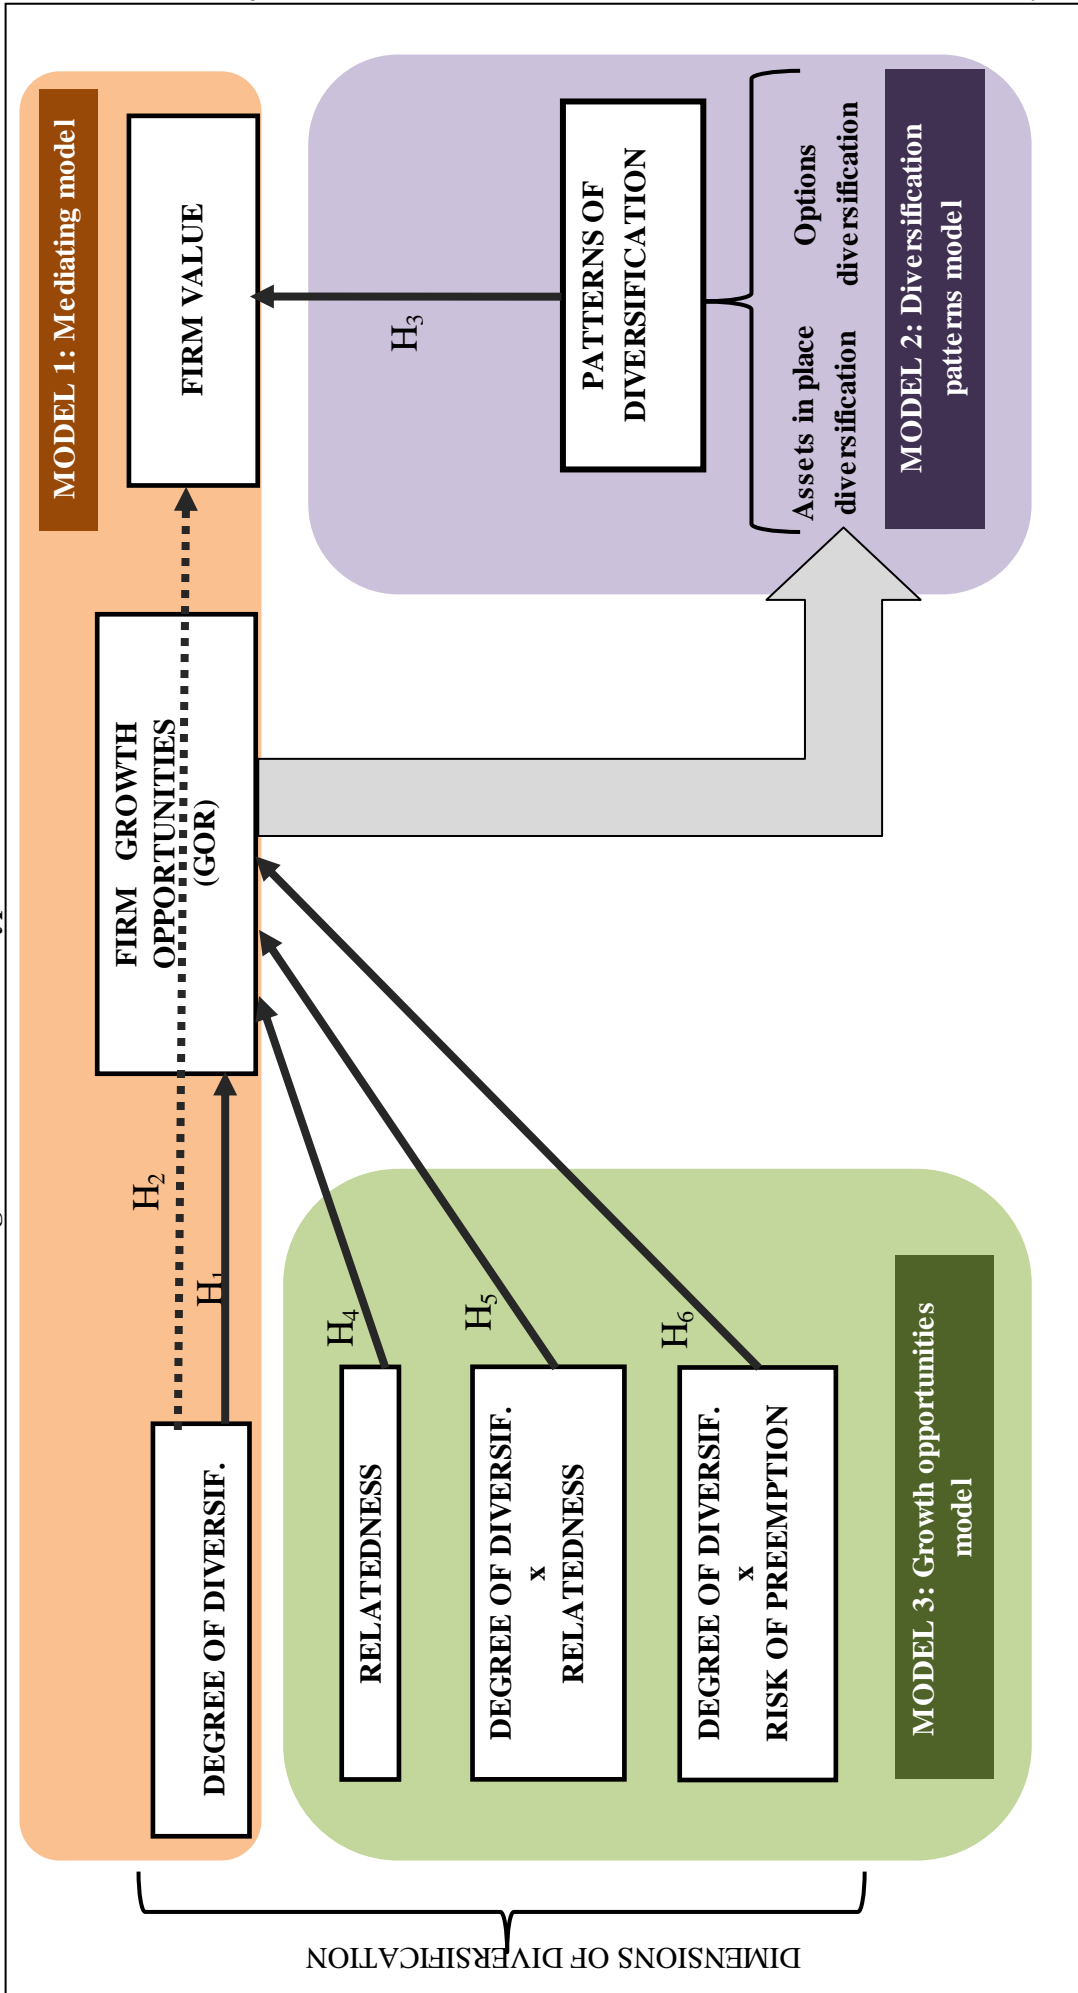 MODEL 1: Mediating model
DEGREE OF DIVERSIF.
H2
H1
FIRM GROWTH
OPPORTUNITIES
(GOR)
FIRM VALUE
DIMENSIONS OF DIVERSIFICATION
RELATEDNESS
H4
DEGREE OF DIVERSIF.
x
RELATEDNESS
H5
DEGREE OF DIVERSIF.
x
RISK OF PREEMPTION
H6
MODEL 3: Growth opportunities
model
H3
PATTERNS OF
DIVERSIFICATION
Assets in place
diversification
Options
diversification
MODEL 2: Diversification
patterns model